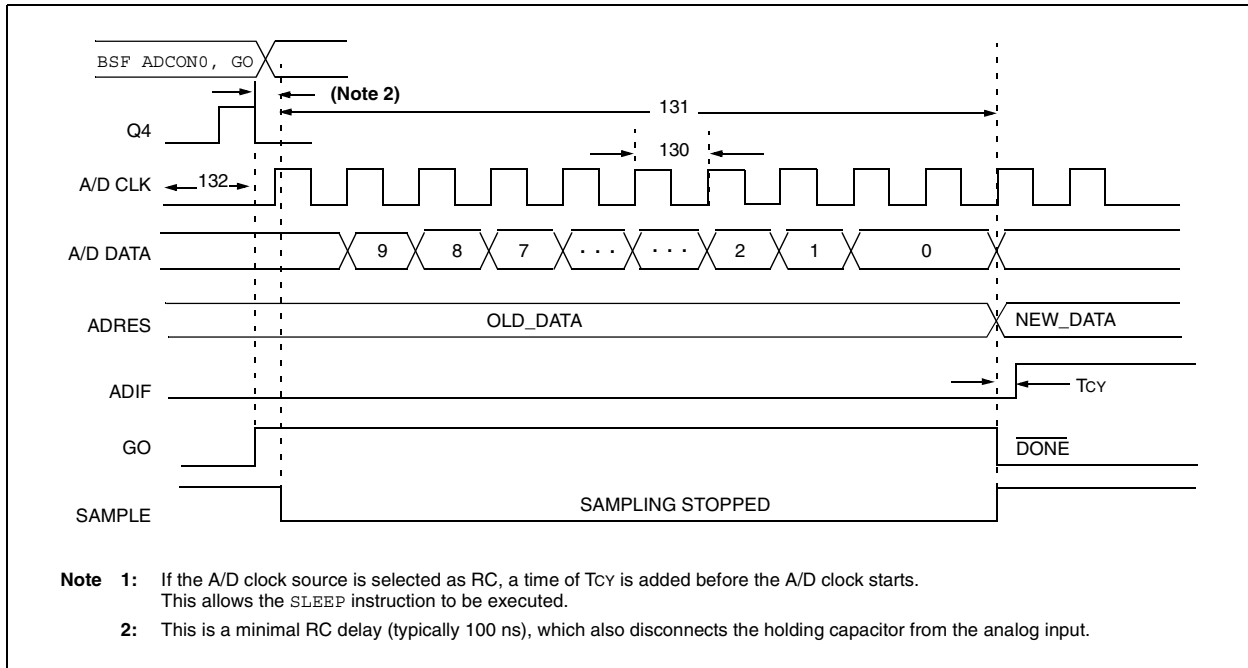 BSF ADCON0, GO
(Note 2)
131
Q4
130
A/D CLK
132
A/D DATA
9 8 7 . . . . . . 2 1 0
ADRES
OLD_DATA
NEW_DATA
ADIF
TCY
GO
DONE
SAMPLE
SAMPLING STOPPED
Note 1: If the A/D clock source is selected as RC, a time of TCY is added before the A/D clock starts.
This allows the SLEEP instruction to be executed.
2: This is a minimal RC delay (typically 100 ns), which also disconnects the holding capacitor from the analog input.